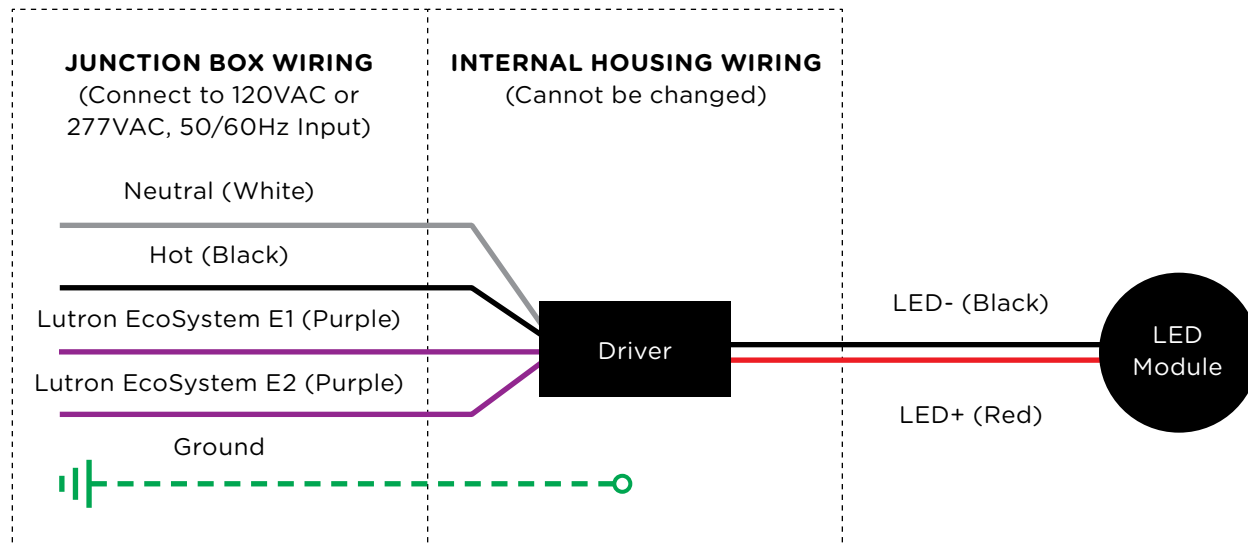 JUNCTION BOX WIRING
(Connect to 120VAC or
277VAC, 50/60Hz Input)
INTERNAL HOUSING WIRING
(Cannot be changed)
Neutral (White)
Hot (Black)
Lutron EcoSystem E1 (Purple)
Lutron EcoSystem E2 (Purple)
Ground
Driver
LED- (Black)
LED+ (Red)
LED
Module